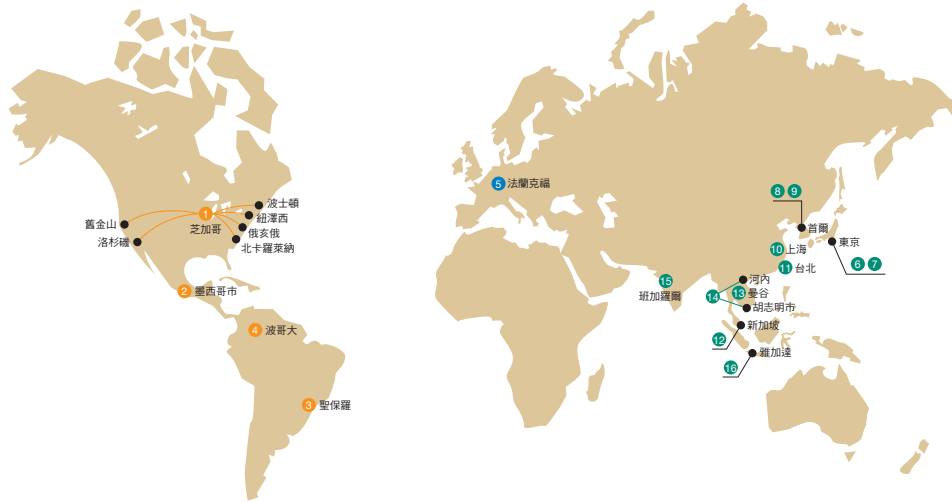 波士頓
1
紐澤西
舊金山
芝加哥
俄亥俄
洛杉磯
北卡羅萊納
2 墨西哥市
4 波哥大
3 聖保羅
5 法蘭克福
8 9
首爾
10 上海
東京
11 台北
6 7
15
河內
班加羅爾
14
13 曼谷
胡志明市
新加坡
12
雅加達
16